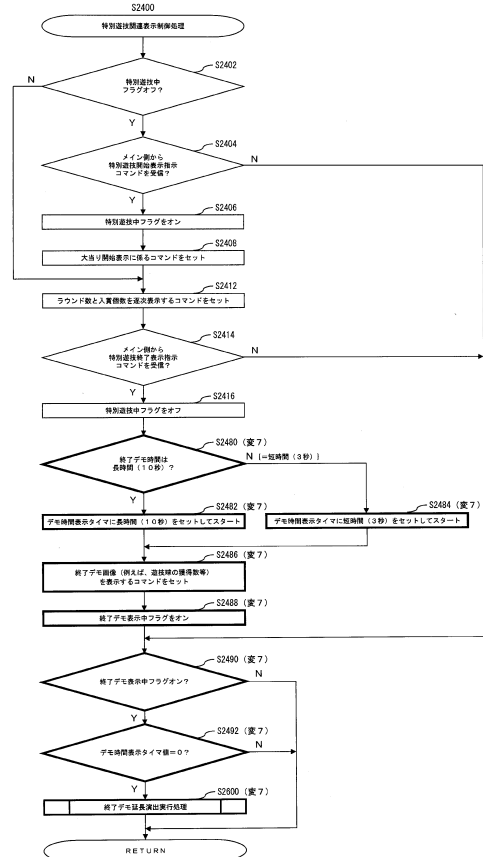 S2400
特別遊技関連表示制御処理
S2402
N
特別遊技中
フラグオフ？
Y
S2404
メイン側から
特別遊技開始表示指示
コマンドを受信？
N
Y
S2406
特別遊技中フラグをオン
S2408
大当り開始表示に係るコマンドをセット
S2412
ラウンド数と入賞個数を逐次表示するコマンドをセット
S2414
メイン側から
特別遊技終了表示指示
コマンドを受信？
N
Y
S2416
特別遊技中フラグをオフ
S2480（変７）
終了デモ時間は
長時間（１０秒）？
N（＝短時間（３秒））
Y
S2482（変７）
デモ時間表示タイマに長時間（１０秒）をセットしてスタート
S2484（変７）
デモ時間表示タイマに短時間（３秒）をセットしてスタート
S2486（変７）
終了デモ画像（例えば、遊技球の獲得数等）
を表示するコマンドをセット
S2488（変７）
終了デモ表示中フラグをオン
S2490（変７）
終了デモ表示中フラグオン？
N
Y
S2492（変７）
デモ時間表示タイマ値＝０？
N
Y
S2600（変７）
終了デモ延長演出実行処理
RETURN